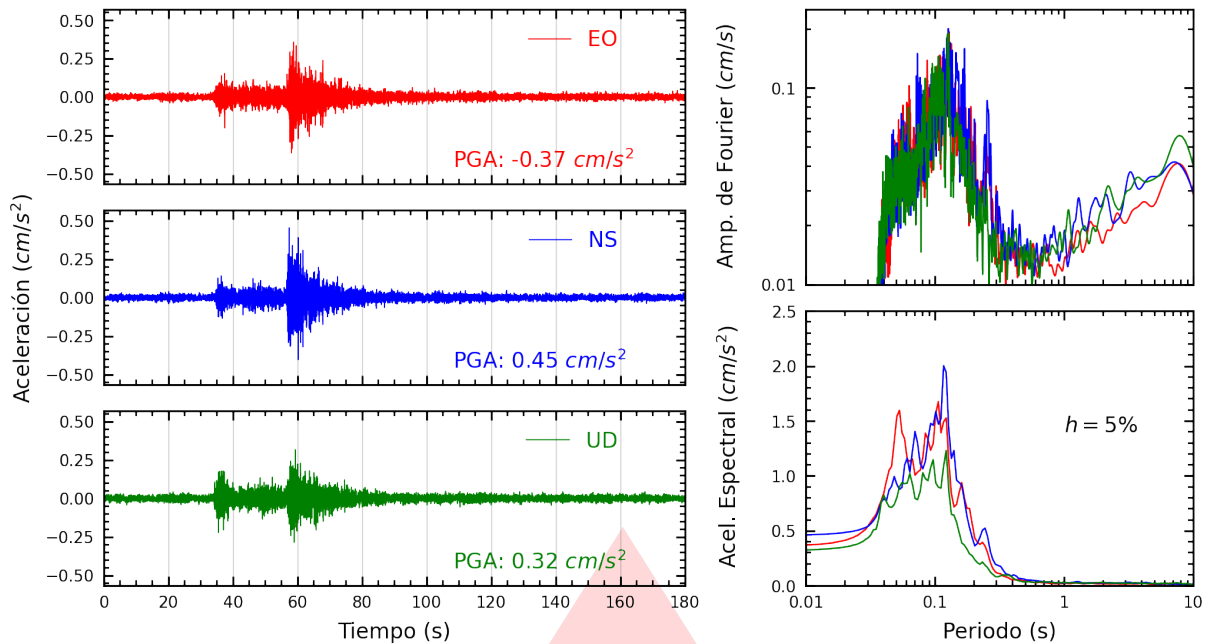 0.50
0.25
0.00
−0.25
−0.50
EO
PGA: -0.37 cm/s²
0.50
0.25
0.00
−0.25
−0.50
NS
PGA: 0.45 cm/s²
0.50
0.25
0.00
−0.25
−0.50
UD
PGA: 0.32 cm/s²
0 20 40 60 80 100 120 140 160 180
Tiempo (s)
Aceleración (cm/s²)
0.1
0.01
Amp. de Fourier (cm/s)
2.5
2.0
1.5
1.0
0.5
0.0
h = 5%
Acel. Espectral (cm/s²)
0.01 0.1 1 10
Periodo (s)